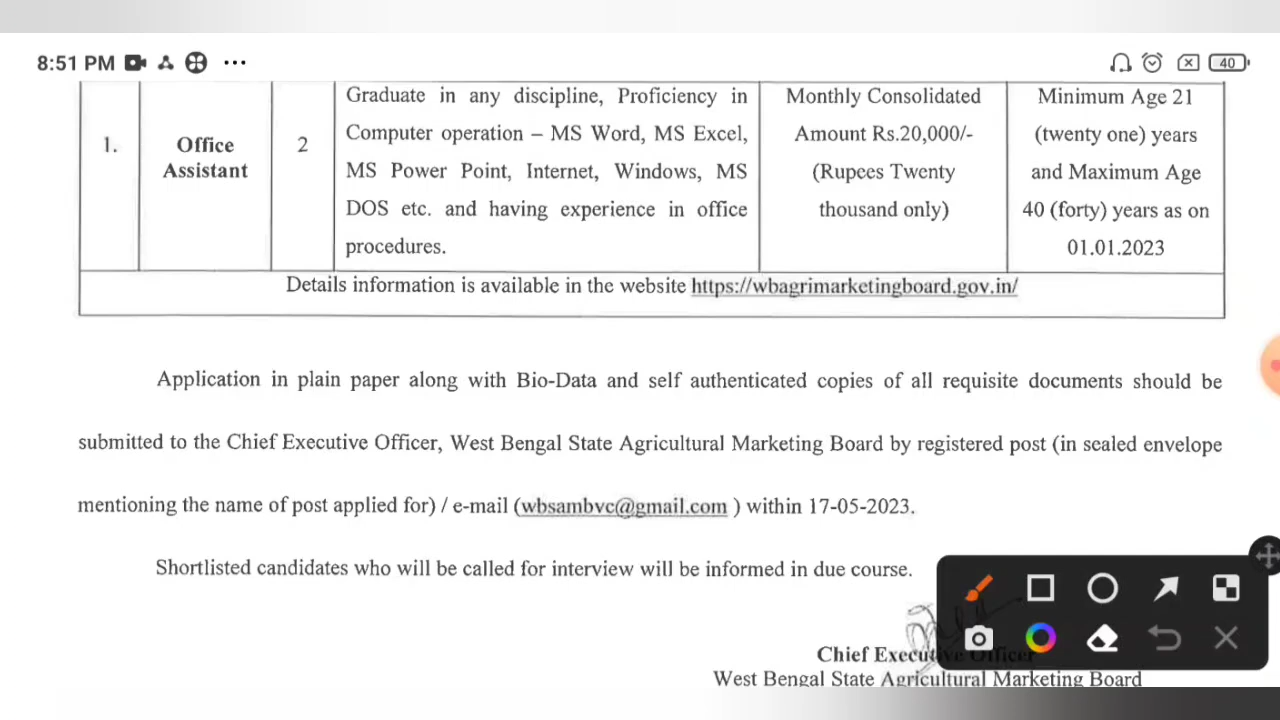 8:51 PM ... 40
Graduate in any discipline, Proficiency in Monthly Consolidated Minimum Age 21
1. Office 2 Computer operation – MS Word, MS Excel, Amount Rs.20,000/- (twenty one) years
Assistant MS Power Point, Internet, Windows, MS (Rupees Twenty and Maximum Age
DOS etc. and having experience in office thousand only) 40 (forty) years as on
procedures. 01.01.2023
Details information is available in the website https://wbagrimarketingboard.gov.in/
Application in plain paper along with Bio-Data and self authenticated copies of all requisite documents should be
submitted to the Chief Executive Officer, West Bengal State Agricultural Marketing Board by registered post (in sealed envelope
mentioning the name of post applied for) / e-mail (wbsambvc@gmail.com ) within 17-05-2023.
Shortlisted candidates who will be called for interview will be informed in due course.
Chief Executive Officer
West Bengal State Agricultural Marketing Board